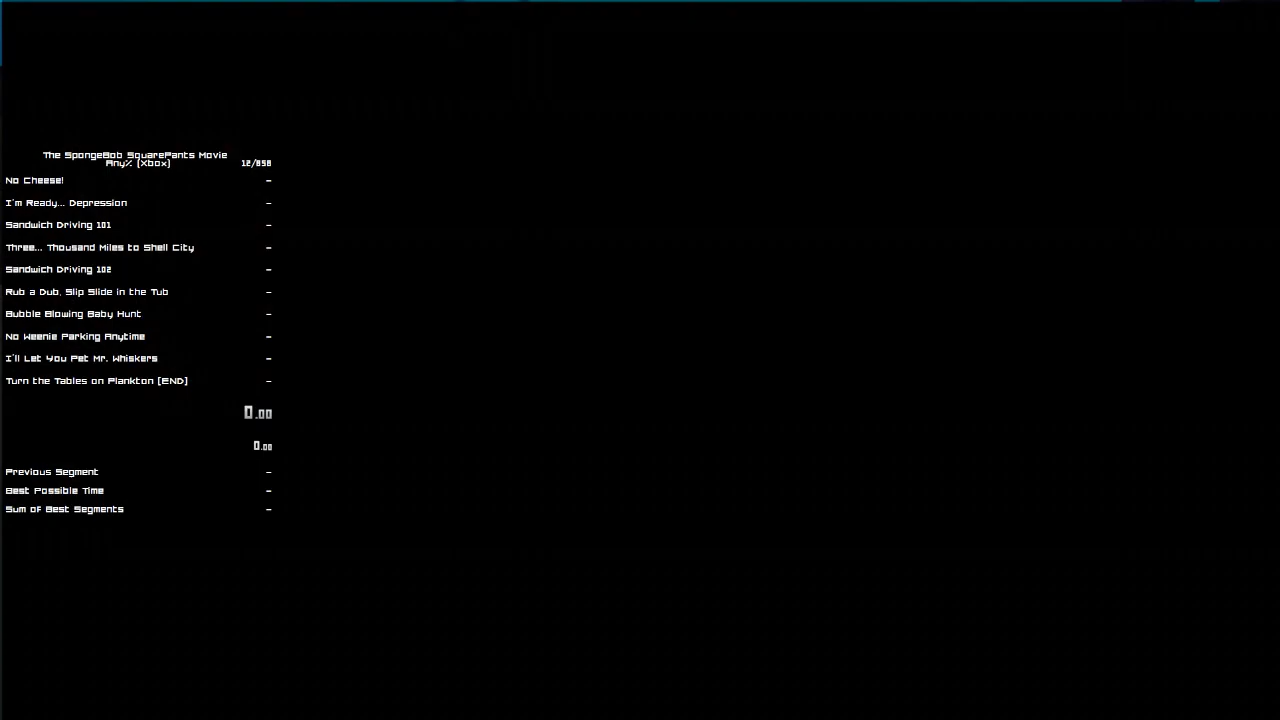 The SpongeBob SquarePants Movie
Any% (Xbox) 12/858
No Cheese! -
I'm Ready... Depression -
Sandwich Driving 101 -
Three... Thousand Miles to Shell City -
Sandwich Driving 102 -
Rub a Dub, Slip Slide in the Tub -
Bubble Blowing Baby Hunt -
No Weenie Parking Anytime -
I'll Let You Pet Mr. Whiskers -
Turn the Tables on Plankton [END] -
0.00
0.00
Previous Segment -
Best Possible Time -
Sum of Best Segments -